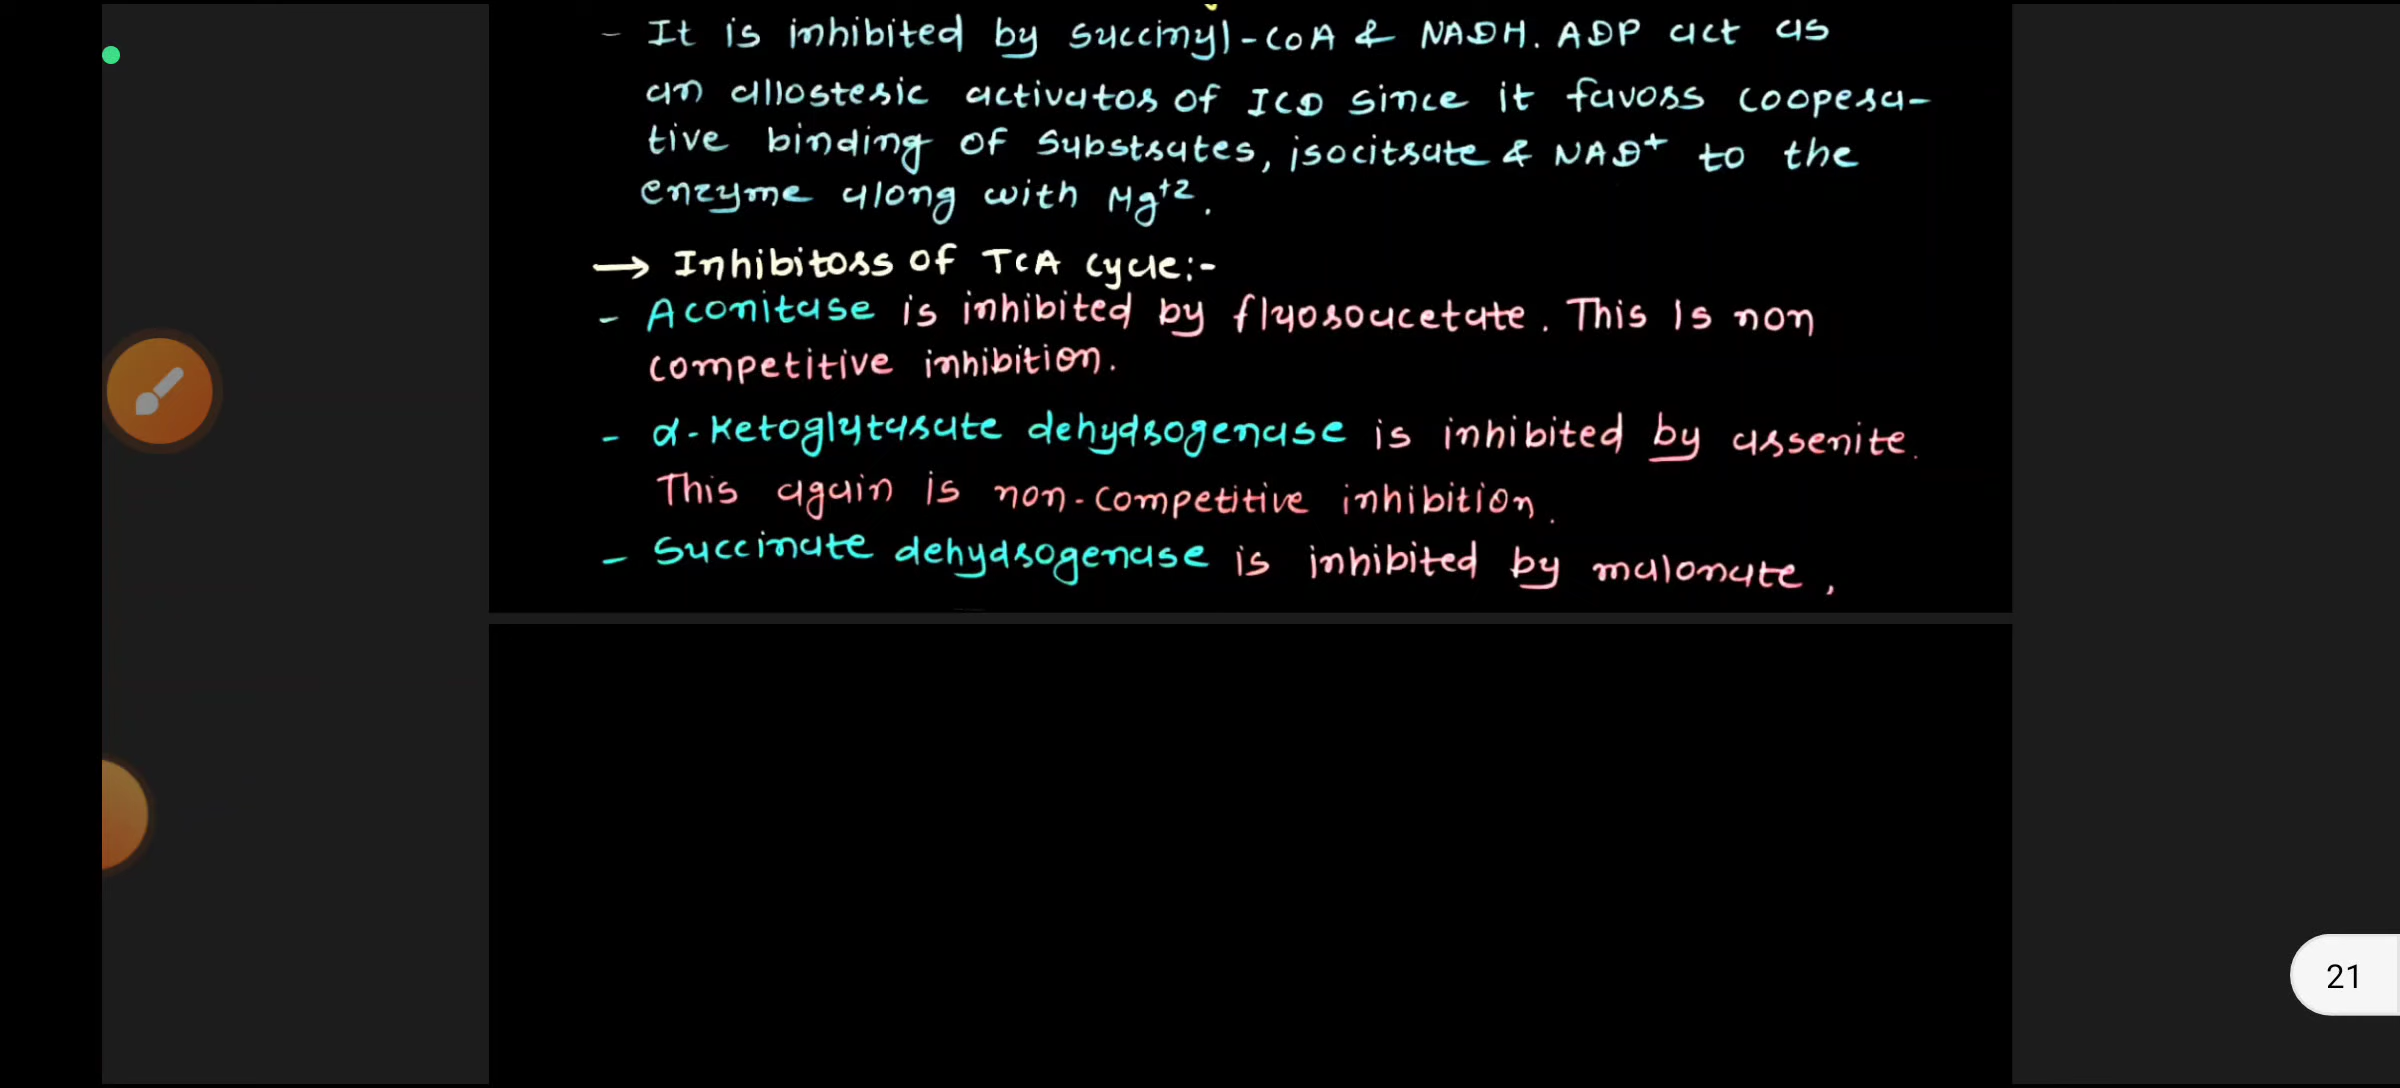 - It is inhibited by succinyl-CoA & NADH. ADP act as
an allosteric activator of ICD since it favors coopera-
tive binding of substrates, isocitrate & NAD+ to the
enzyme along with Mg+2.
→ Inhibitors of TCA cycle:-
- Aconitase is inhibited by fluoroacetate. This is non
competitive inhibition.
- α-ketoglutarate dehydrogenase is inhibited by arsenite.
This again is non-competitive inhibition.
- Succinate dehydrogenase is inhibited by malonate,
21